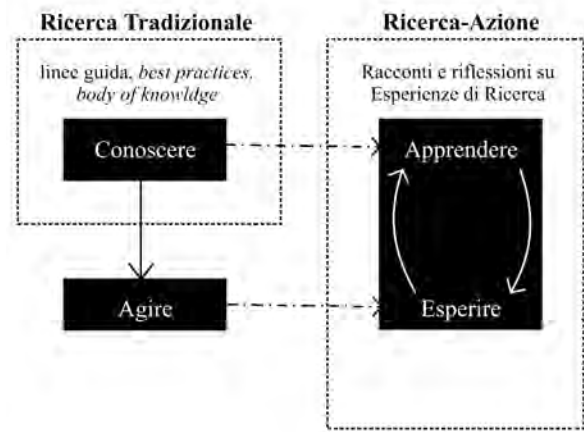 Ricerca Tradizionale
linee guida, best practices,
body of knowldge
Conoscere
Agire
Ricerca-Azione
Racconti e riflessioni su
Esperienze di Ricerca
Apprendere
Esperire